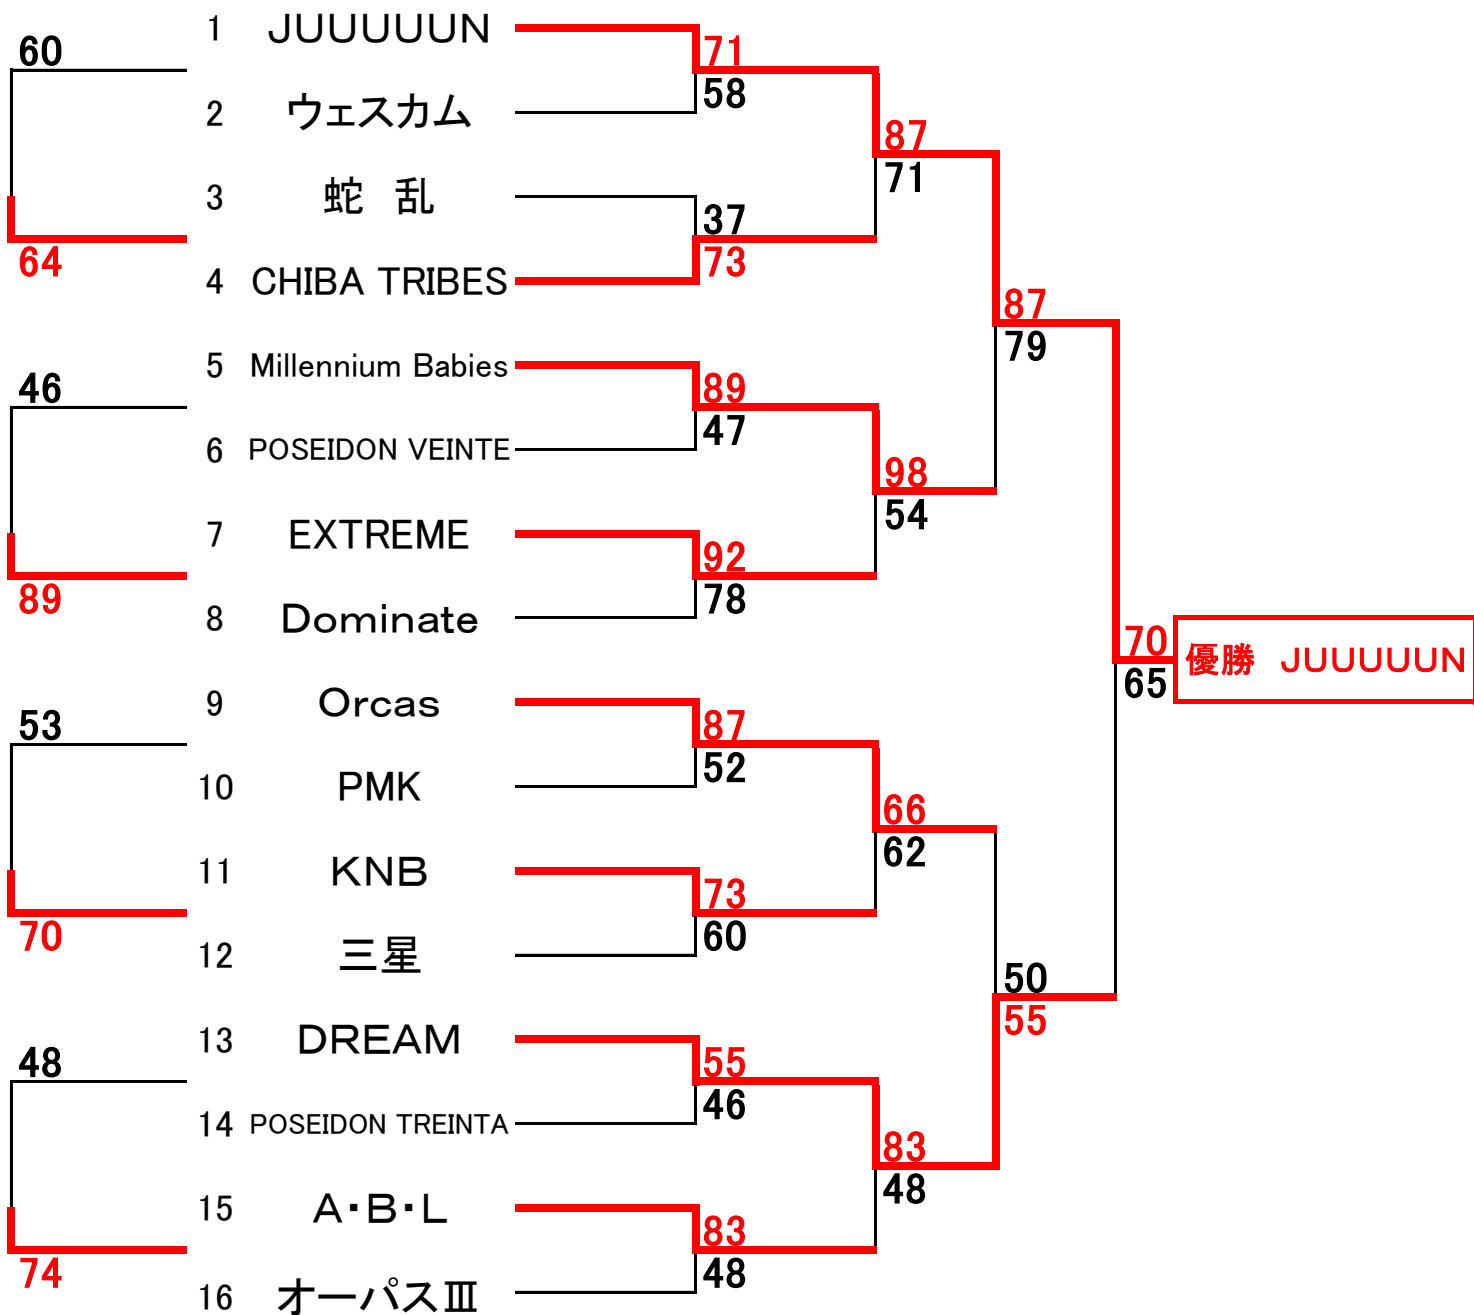 1 JUUUUUN
60
71
58
2 ウェスカム
87
71
3 蛇 乱
37
73
64
4 CHIBA TRIBES
87
79
5 Millennium Babies
46
89
47
6 POSEIDON VEINTE
98
54
7 EXTREME
92
78
89
8 Dominate
70
65
優勝 JUUUUUN
9 Orcas
53
87
52
10 PMK
66
62
11 KNB
73
60
70
12 三星
50
55
13 DREAM
48
55
46
14 POSEIDON TREINTA
83
48
15 A・B・L
83
48
74
16 オーパスⅢ